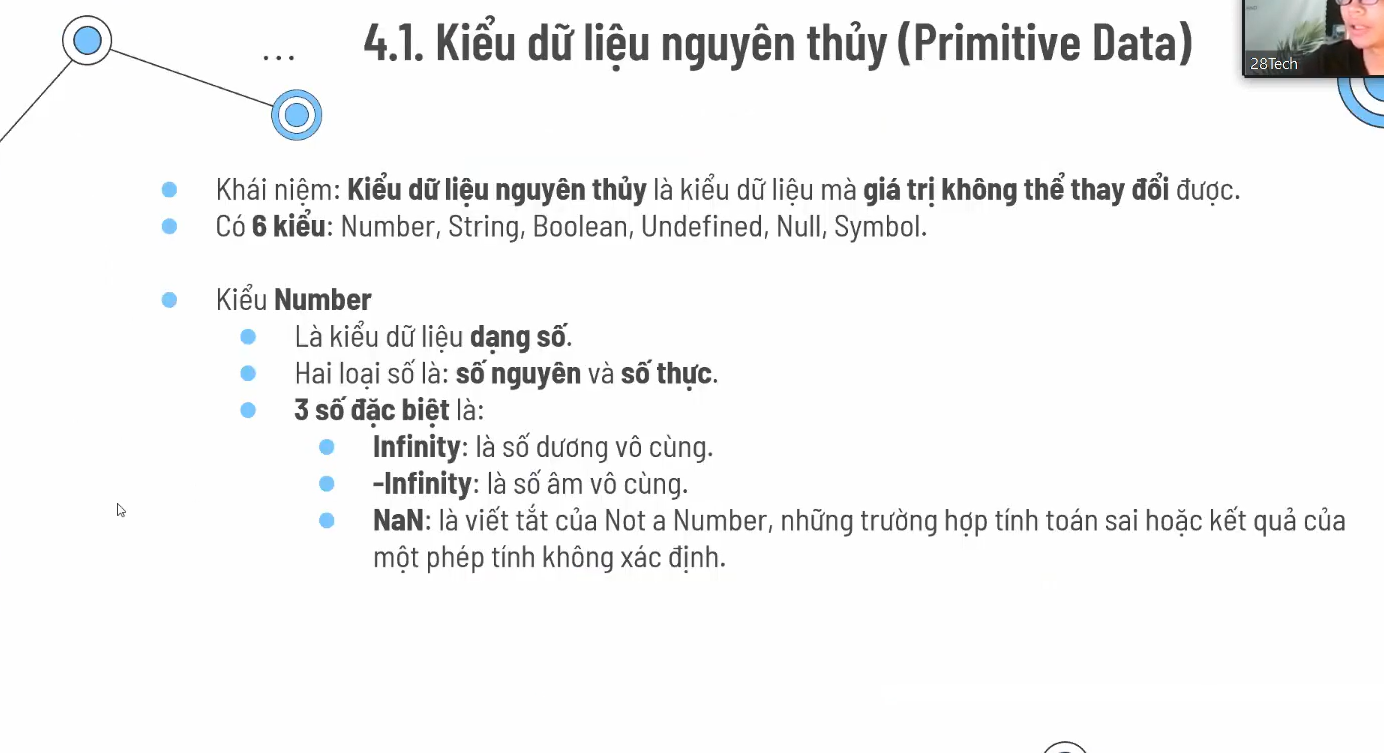 ... 4.1. Kiểu dữ liệu nguyên thủy (Primitive Data)
28Tech
Khái niệm: Kiểu dữ liệu nguyên thủy là kiểu dữ liệu mà giá trị không thể thay đổi được.
Có 6 kiểu: Number, String, Boolean, Undefined, Null, Symbol.
Kiểu Number
Là kiểu dữ liệu dạng số.
Hai loại số là: số nguyên và số thực.
3 số đặc biệt là:
Infinity: là số dương vô cùng.
-Infinity: là số âm vô cùng.
NaN: là viết tắt của Not a Number, những trường hợp tính toán sai hoặc kết quả của
một phép tính không xác định.